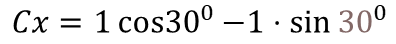 Cx = 1 cos30⁰ −1 · sin 30⁰